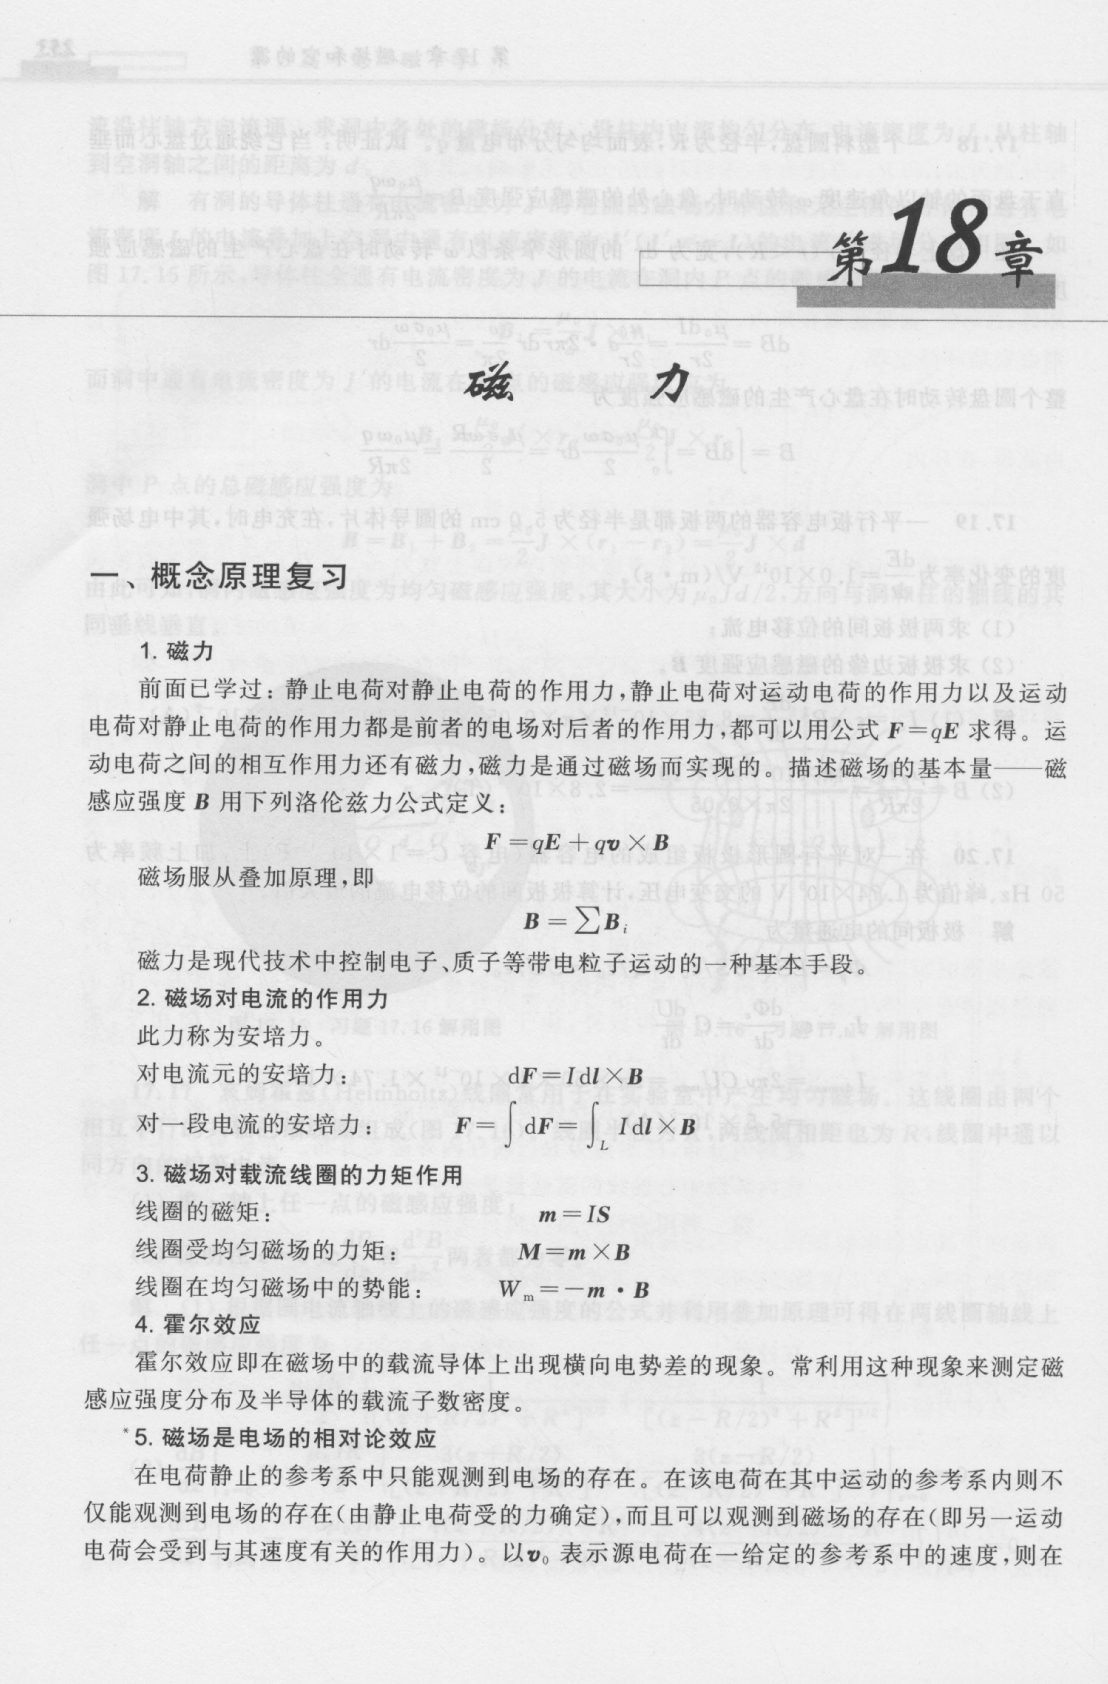 第18章
磁 力
一、概念原理复习
1. 磁力
前面已学过：静止电荷对静止电荷的作用力，静止电荷对运动电荷的作用力以及运动
电荷对静止电荷的作用力都是前者的电场对后者的作用力，都可以用公式 F=qE 求得。运
动电荷之间的相互作用力还有磁力，磁力是通过磁场而实现的。描述磁场的基本量——磁
感应强度 B 用下列洛伦兹力公式定义：
F=qE+qv×B
磁场服从叠加原理，即
B=∑Bᵢ
磁力是现代技术中控制电子、质子等带电粒子运动的一种基本手段。
2. 磁场对电流的作用力
此力称为安培力。
对电流元的安培力： dF=Idl×B
对一段电流的安培力： F=∫dF=∫_L Idl×B
3. 磁场对载流线圈的力矩作用
线圈的磁矩： m=IS
线圈受均匀磁场的力矩： M=m×B
线圈在均匀磁场中的势能： Wₘ=-m·B
4. 霍尔效应
霍尔效应即在磁场中的载流导体上出现横向电势差的现象。常利用这种现象来测定磁
感应强度分布及半导体的载流子数密度。
*5. 磁场是电场的相对论效应
在电荷静止的参考系中只能观测到电场的存在。在该电荷在其中运动的参考系内则不
仅能观测到电场的存在(由静止电荷受的力确定)，而且可以观测到磁场的存在(即另一运动
电荷会受到与其速度有关的作用力)。以v₀ 表示源电荷在一给定的参考系中的速度，则在